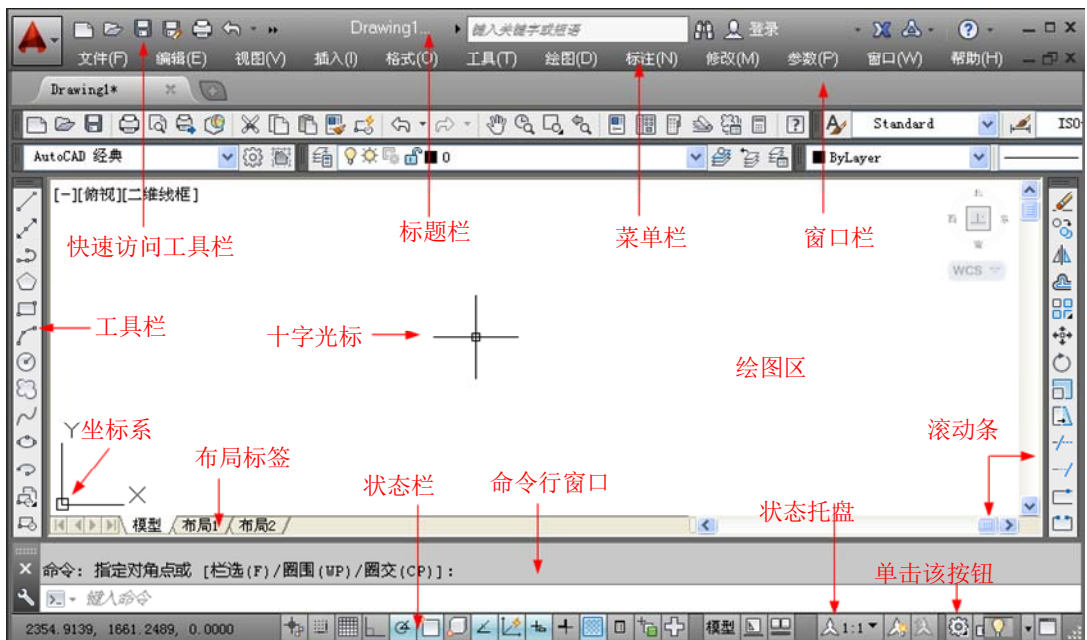 Drawing1... 键入关键字或短语 登录
文件(F) 编辑(E) 视图(V) 插入(I) 格式(O) 工具(T) 绘图(D) 标注(N) 修改(M) 参数(P) 窗口(W) 帮助(H)
Drawing1*
Standard ISO-
AutoCAD 经典 0 ByLayer
[-][俯视][二维线框]
快速访问工具栏 标题栏 菜单栏 窗口栏
上
WCS
工具栏 十字光标
绘图区
Y 坐标系 滚动条
布局标签
状态栏 命令行窗口
X
状态托盘
模型 布局1 布局2
命令: 指定对角点或 [栏选(F)/圈围(WP)/圈交(CP)]:
单击该按钮
键入命令
2354.9139, 1661.2489, 0.0000 模型 1:1